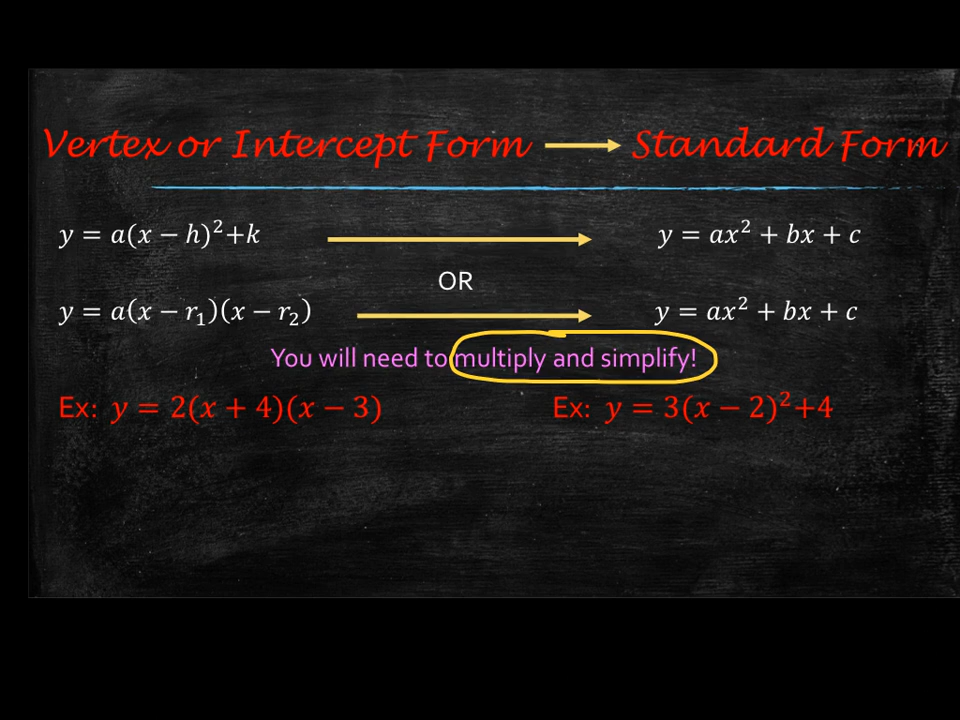 Vertex or Intercept Form → Standard Form
y = a(x − h)²+k → y = ax² + bx + c
OR
y = a(x − r₁)(x − r₂) → y = ax² + bx + c
You will need to multiply and simplify!
Ex: y = 2(x + 4)(x − 3) Ex: y = 3(x − 2)²+4